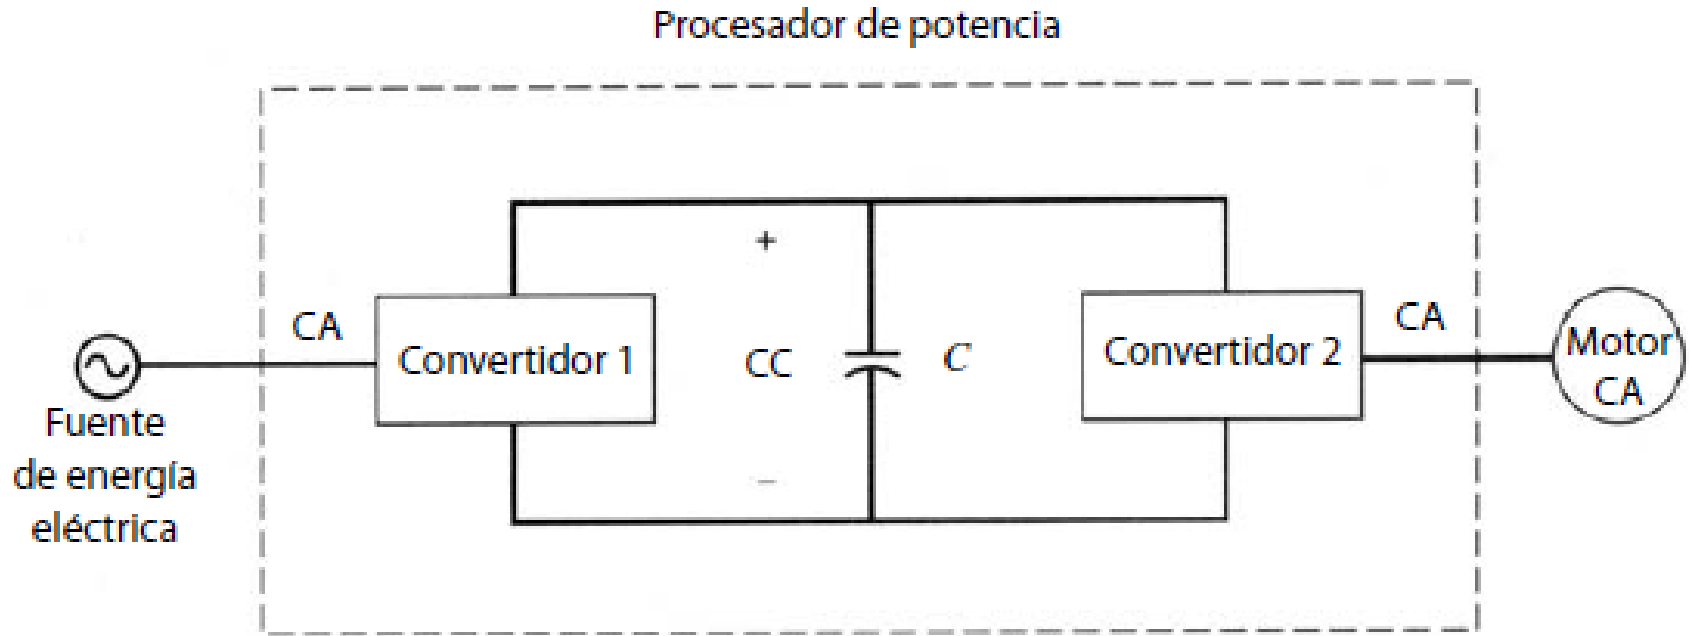 Procesador de potencia
CA
Convertidor 1
+
CC
−
C
Convertidor 2
CA
Motor
CA
Fuente
de energía
eléctrica